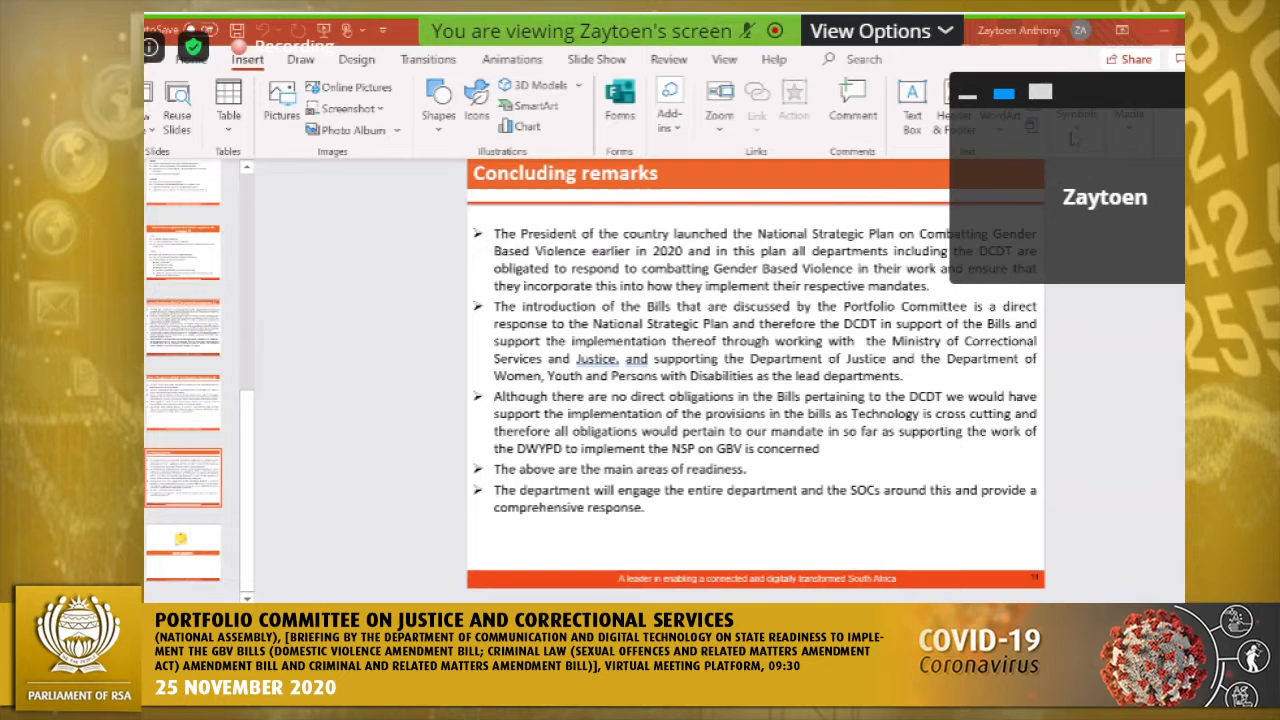 AutoSave Off
You are viewing Zaytoen's screen
View Options
Zaytoen Anthony ZA
Recording
Home Insert Draw Design Transitions Animations Slide Show Review View Help Search Share
Reuse Slides
Table
Pictures
Online Pictures
Screenshot
Photo Album
Shapes
Icons
3D Models
SmartArt
Chart
Forms
Add-ins
Zoom
Link
Action
Comment
Text Box
Header & Footer
WordArt
Symbols
Media
Slides Tables Images Illustrations Forms Links Comments Text
Zaytoen
Concluding remarks
The President of the country launched the National Strategic Plan on Combatting Gender
Based Violence earlier in 2020 and in this plan all departments including the DCDT are
obligated to adhere to combatting Gender Based Violence in their work and ensure that
they incorporate this into how they implement their respective mandates.
The introduction of the Bills that are discussed by the Portfolio Committee is a direct
response to the National Strategic Plan and therefore the DCDT in support of the Bills and
support the implementation thereof through working with the Ministry of Correctional
Services and Justice, and supporting the Department of Justice and the Department of
Women, Youth and Persons with Disabilities as the lead departments
Although there are no direct obligations in the Bills pertaining to the DCDT we would have
support the implementation of the provisions in the bills as Technology is cross cutting and
therefore all obligations would pertain to our mandate in so far as supporting the work of
the DWYPD to implement the NSP on GBV is concerned
The above are the main areas of readiness.
The department will engage the entire department and the SOCs around this and provide a
comprehensive response.
A leader in enabling a connected and digitally transformed South Africa
PARLIAMENT OF RSA
PORTFOLIO COMMITTEE ON JUSTICE AND CORRECTIONAL SERVICES
(NATIONAL ASSEMBLY), [BRIEFING BY THE DEPARTMENT OF COMMUNICATION AND DIGITAL TECHNOLOGY ON STATE READINESS TO IMPLE-
MENT THE GBV BILLS (DOMESTIC VIOLENCE AMENDMENT BILL; CRIMINAL LAW (SEXUAL OFFENCES AND RELATED MATTERS AMENDMENT
ACT) AMENDMENT BILL AND CRIMINAL AND RELATED MATTERS AMENDMENT BILL)], VIRTUAL MEETING PLATFORM, 09:30
25 NOVEMBER 2020
COVID-19
Coronavirus